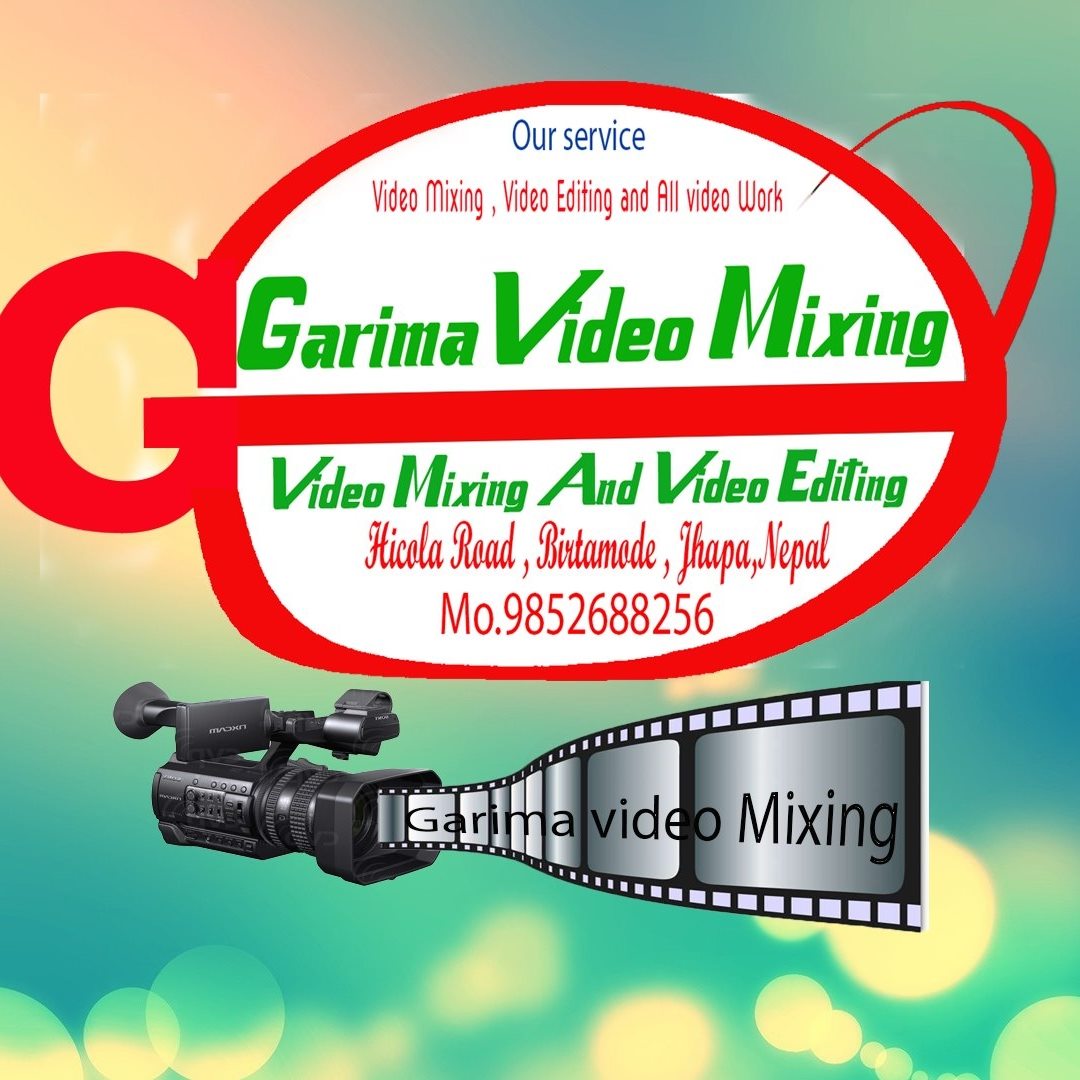 Our service
Video Mixing , Video Editing and All video Work
G
Garima Video Mixing
Video Mixing And Video Editing
Hicola Road , Birtamode , Jhapa,Nepal
Mo.9852688256
Garima video Mixing